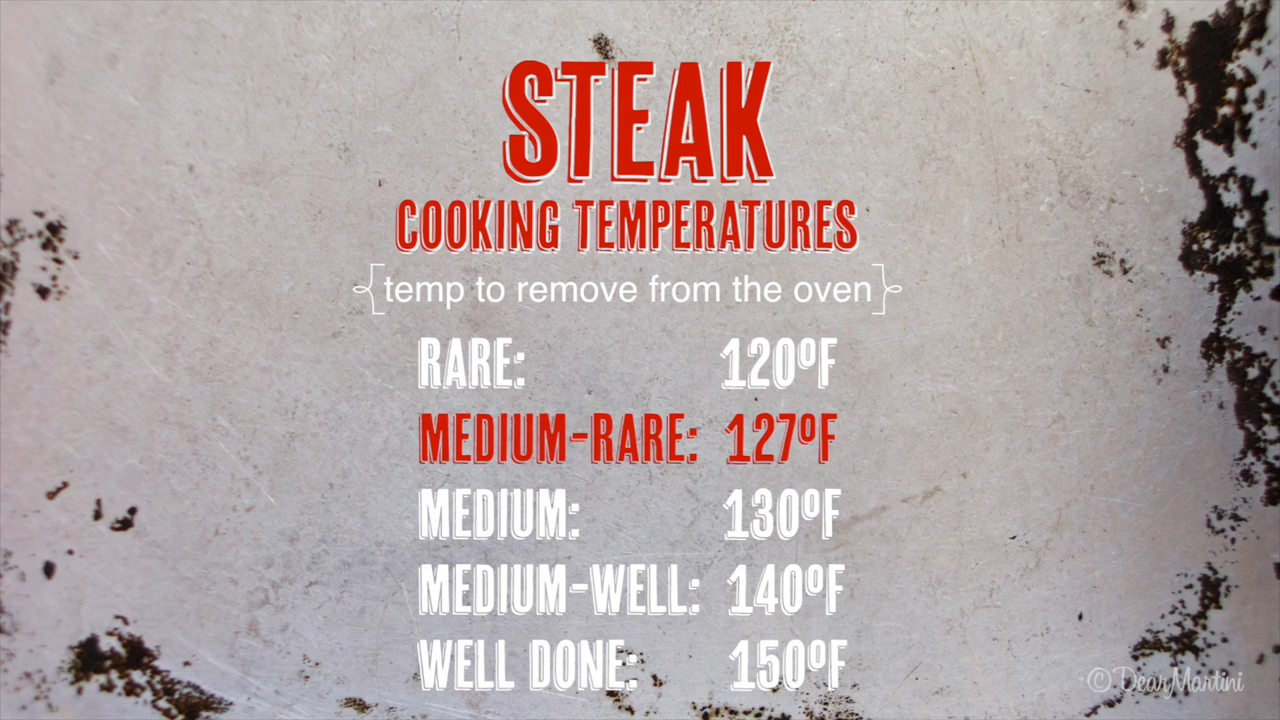 STEAK
COOKING TEMPERATURES
{temp to remove from the oven}
RARE: 120ºF
MEDIUM-RARE: 127ºF
MEDIUM: 130ºF
MEDIUM-WELL: 140ºF
WELL DONE: 150ºF
© DearMartini